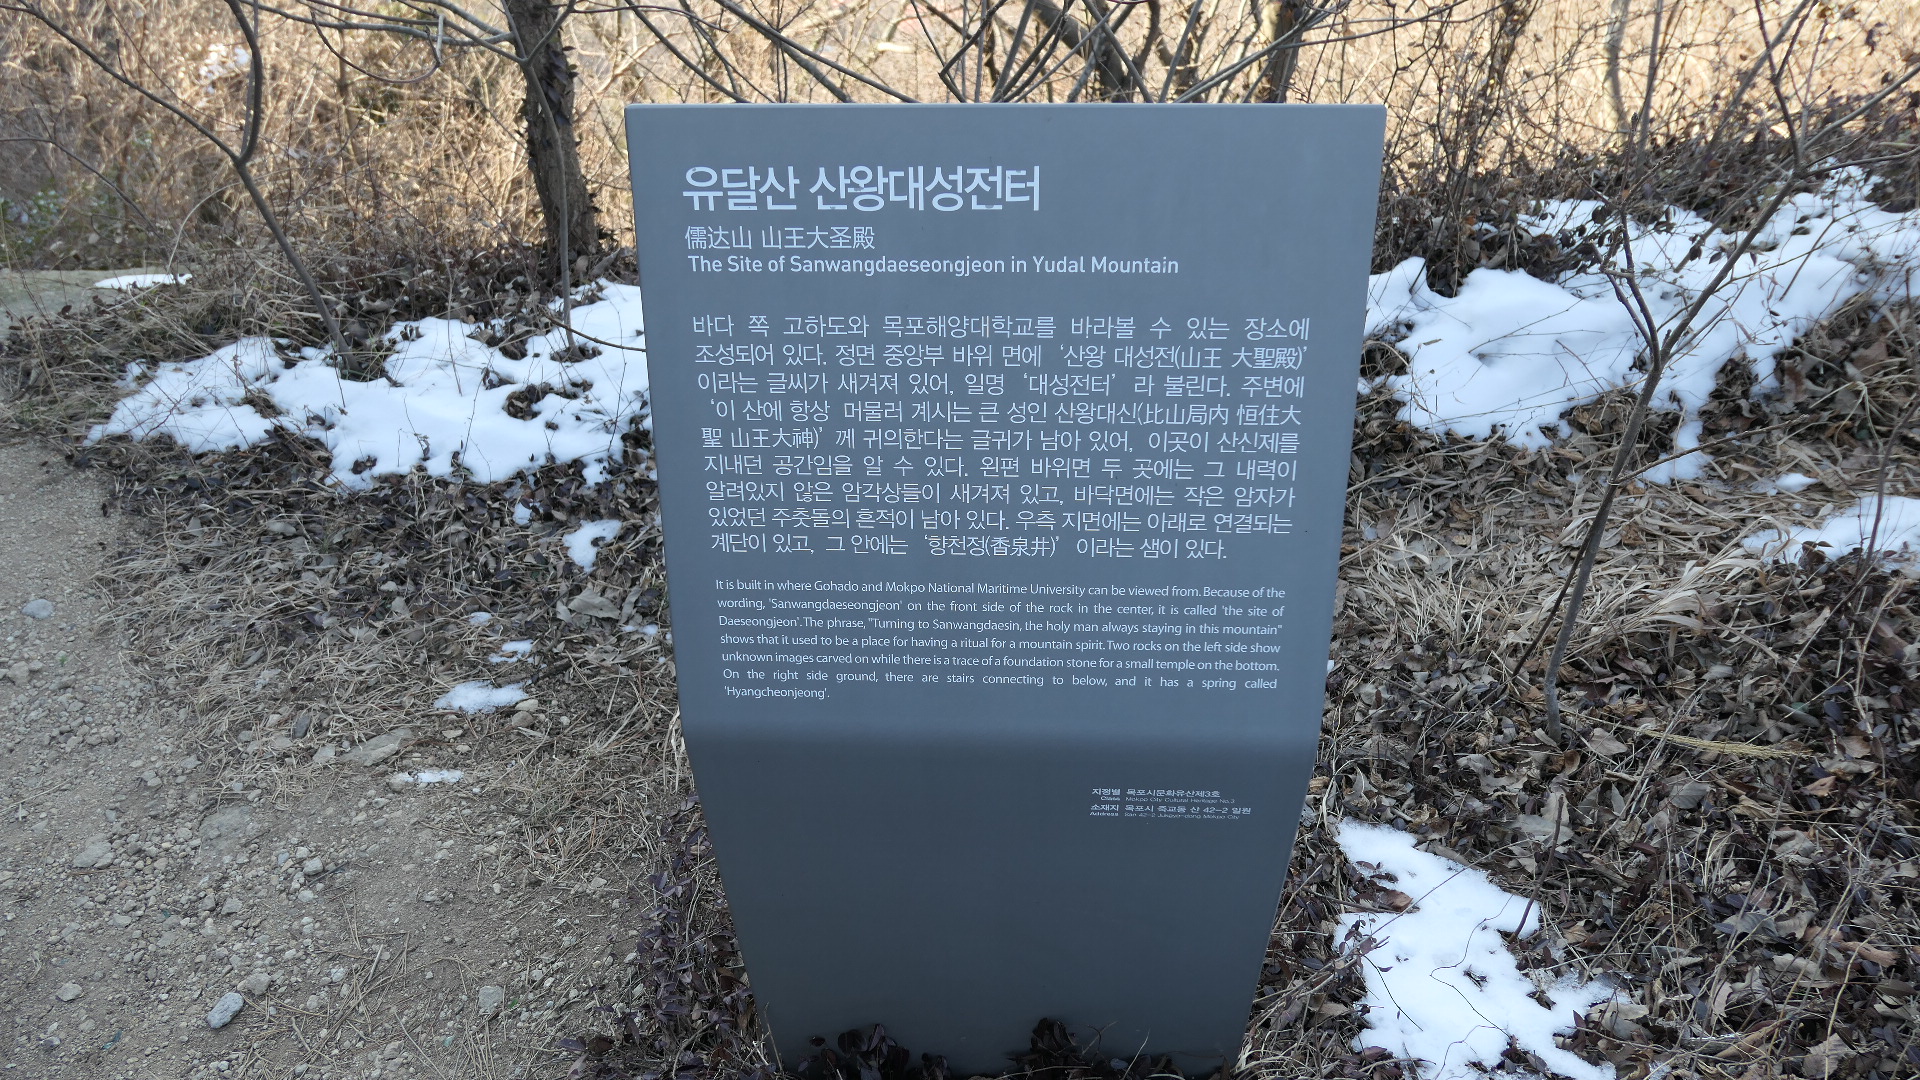 유달산 산왕대성전터
儒达山 山王大圣殿
The Site of Sanwangdaeseongjeon in Yudal Mountain
바다 쪽 고하도와 목포해양대학교를 바라볼 수 있는 장소에
조성되어 있다. 정면 중앙부 바위 면에 ‘산왕 대성전(山王 大聖殿)’
이라는 글씨가 새겨져 있어, 일명 ‘대성전터’ 라 불린다. 주변에
‘이 산에 항상 머물러 계시는 큰 성인 산왕대신(比山局内 恒住大
聖 山王大神)’ 께 귀의한다는 글귀가 남아 있어, 이곳이 산신제를
지내던 공간임을 알 수 있다. 왼편 바위면 두 곳에는 그 내력이
알려있지 않은 암각상들이 새겨져 있고, 바닥면에는 작은 암자가
있었던 주춧돌의 흔적이 남아 있다. 우측 지면에는 아래로 연결되는
계단이 있고, 그 안에는 ‘향천정(香泉井)’ 이라는 샘이 있다.
It is built in where Gohado and Mokpo National Maritime University can be viewed from. Because of the
wording, 'Sanwangdaeseongjeon' on the front side of the rock in the center, it is called 'the site of
Daeseongjeon'. The phrase, "Turning to Sanwangdaesin, the holy man always staying in this mountain"
shows that it used to be a place for having a ritual for a mountain spirit. Two rocks on the left side show
unknown images carved on while there is a trace of a foundation stone for a small temple on the bottom.
On the right side ground, there are stairs connecting to below, and it has a spring called
'Hyangcheonjeong'.
지정별 목포시문화유산제3호
Class Mokpo City Cultural Heritage No.3
소재지 목포시 죽교동 산 42-2 일원
Address San 42-2 Jukgyo-dong Mokpo City